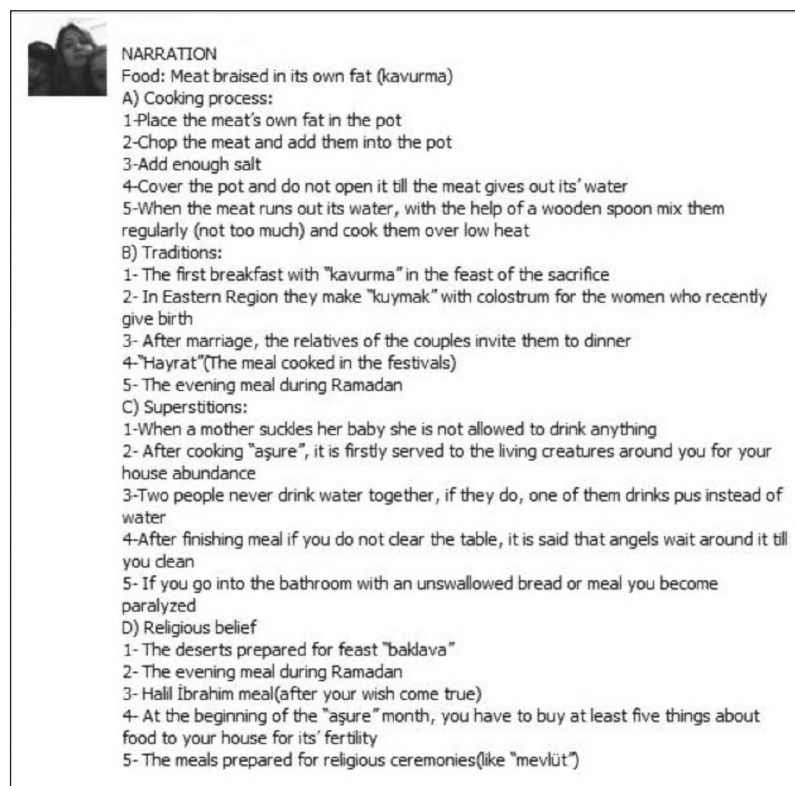 NARRATION
Food: Meat braised in its own fat (kavurma)
A) Cooking process:
1-Place the meat's own fat in the pot
2-Chop the meat and add them into the pot
3-Add enough salt
4-Cover the pot and do not open it till the meat gives out its' water
5-When the meat runs out its water, with the help of a wooden spoon mix them
regularly (not too much) and cook them over low heat
B) Traditions:
1- The first breakfast with "kavurma" in the feast of the sacrifice
2- In Eastern Region they make "kuymak" with colostrum for the women who recently
give birth
3- After marriage, the relatives of the couples invite them to dinner
4-"Hayrat"(The meal cooked in the festivals)
5- The evening meal during Ramadan
C) Superstitions:
1-When a mother suckles her baby she is not allowed to drink anything
2- After cooking "aşure", it is firstly served to the living creatures around you for your
house abundance
3-Two people never drink water together, if they do, one of them drinks pus instead of
water
4-After finishing meal if you do not clear the table, it is said that angels wait around it till
you clean
5- If you go into the bathroom with an unswallowed bread or meal you become
paralyzed
D) Religious belief
1- The deserts prepared for feast "baklava"
2- The evening meal during Ramadan
3- Halil İbrahim meal(after your wish come true)
4- At the beginning of the "aşure" month, you have to buy at least five things about
food to your house for its' fertility
5- The meals prepared for religious ceremonies(like "mevlüt")